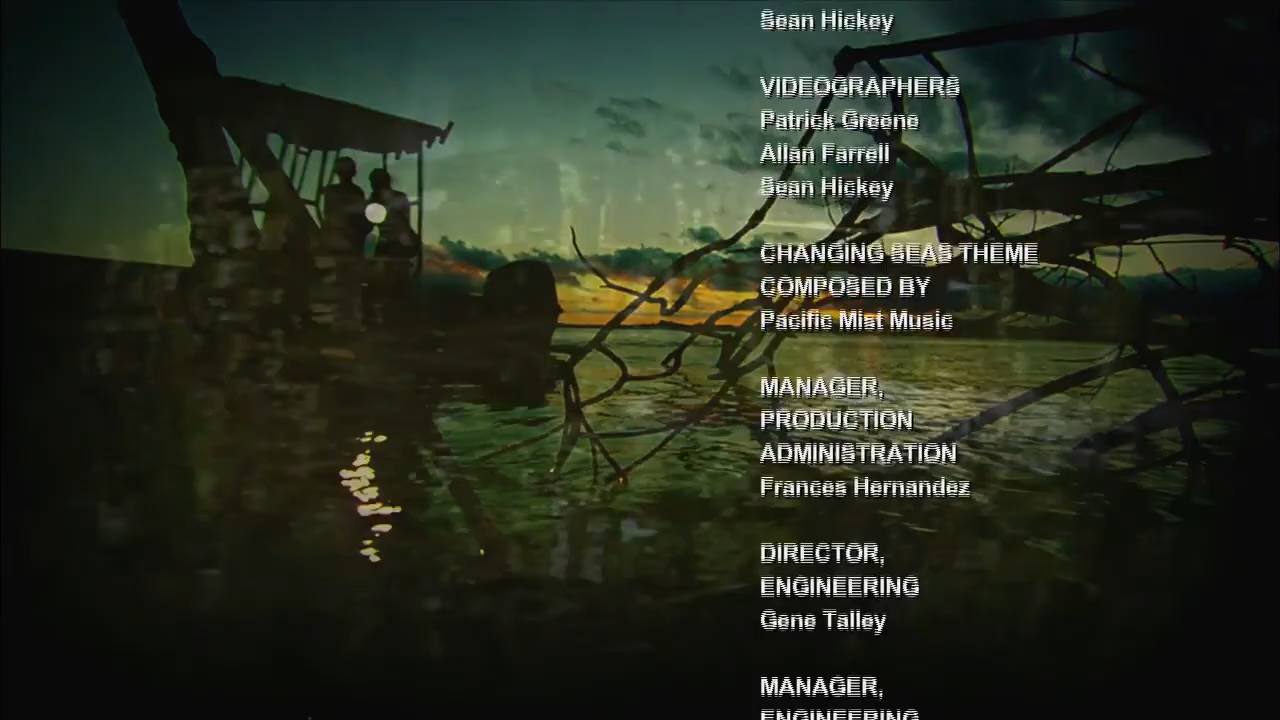 Sean Hickey
VIDEOGRAPHERS
Patrick Greene
Allan Farrell
Sean Hickey
CHANGING SEAS THEME
COMPOSED BY
Pacific Mist Music
MANAGER,
PRODUCTION
ADMINISTRATION
Frances Hernandez
DIRECTOR,
ENGINEERING
Gene Talley
MANAGER,
ENGINEERING